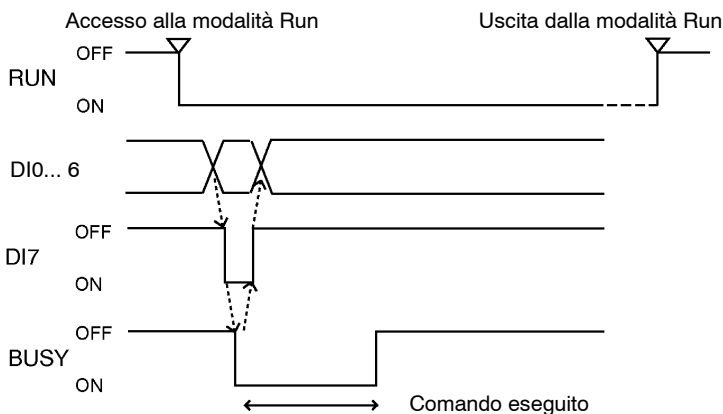 Accesso alla modalità Run
Uscita dalla modalità Run
OFF
RUN
ON
DI0... 6
OFF
DI7
ON
OFF
BUSY
ON
Comando eseguito